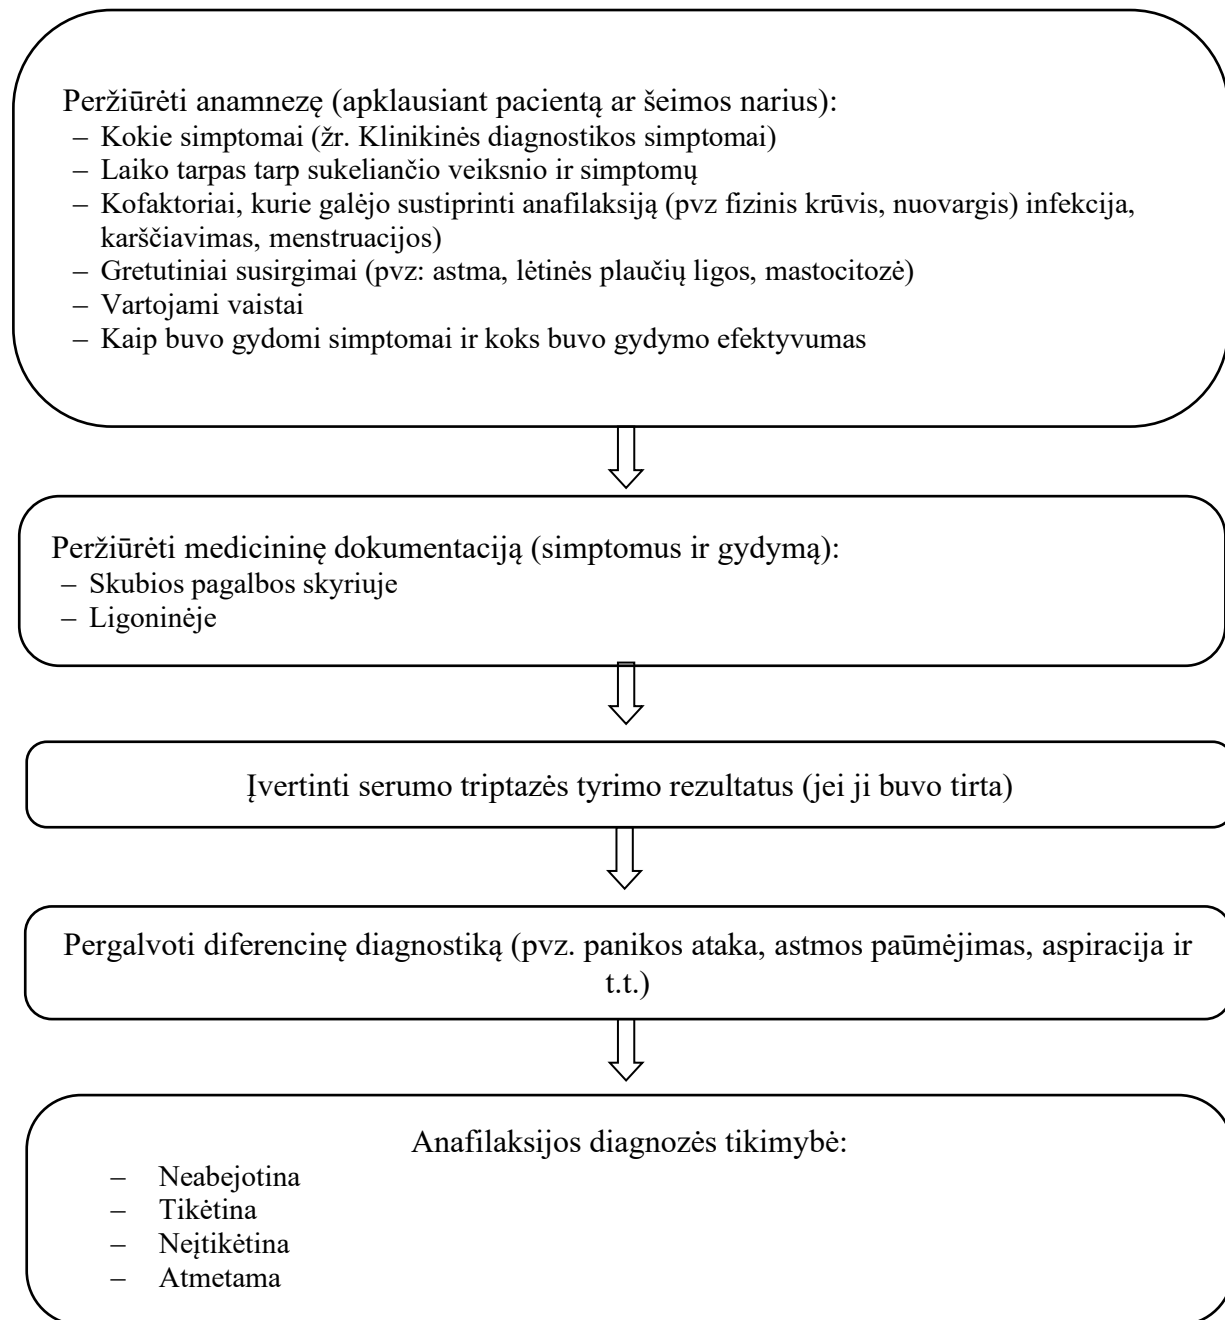 Peržiūrėti anamnezę (apklausiant pacientą ar šeimos narius):
– Kokie simptomai (žr. Klinikinės diagnostikos simptomai)
– Laiko tarpas tarp sukeliančio veiksnio ir simptomų
– Kofaktoriai, kurie galėjo sustiprinti anafilaksiją (pvz fizinis krūvis, nuovargis) infekcija,
karščiavimas, menstruacijos)
– Gretutiniai susirgimai (pvz: astma, lėtinės plaučių ligos, mastocitozė)
– Vartojami vaistai
– Kaip buvo gydomi simptomai ir koks buvo gydymo efektyvumas
Peržiūrėti medicininę dokumentaciją (simptomus ir gydymą):
– Skubios pagalbos skyriuje
– Ligoninėje
Įvertinti serumo triptazės tyrimo rezultatus (jei ji buvo tirta)
Pergalvoti diferencinę diagnostiką (pvz. panikos ataka, astmos paūmėjimas, aspiracija ir
t.t.)
Anafilaksijos diagnozės tikimybė:
– Neabejotina
– Tikėtina
– Neįtikėtina
– Atmetama